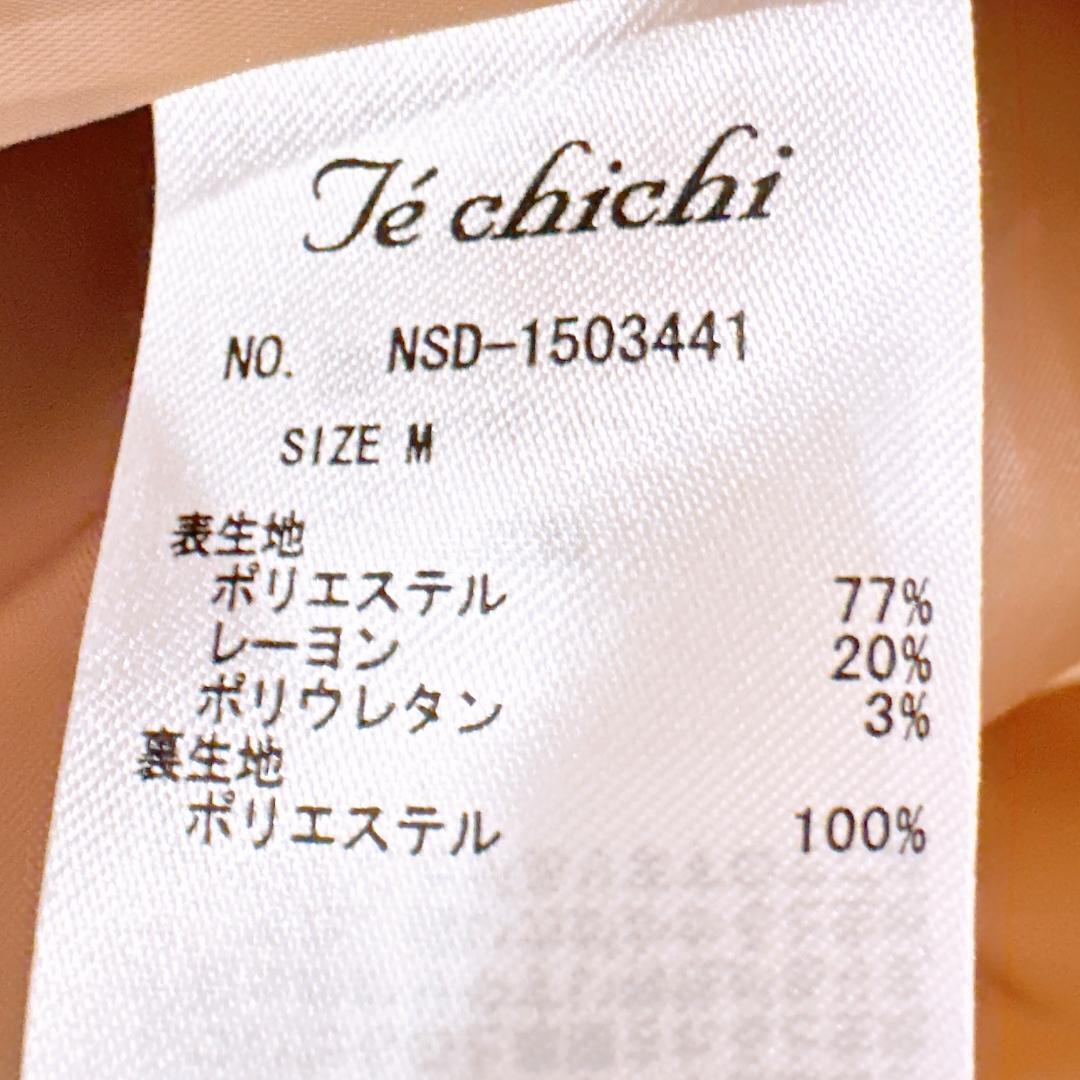 Té chichi
NO. NSD-1503441
SIZE M
表生地
ポリエステル 77%
レーヨン 20%
ポリウレタン 3%
裏生地
ポリエステル 100%